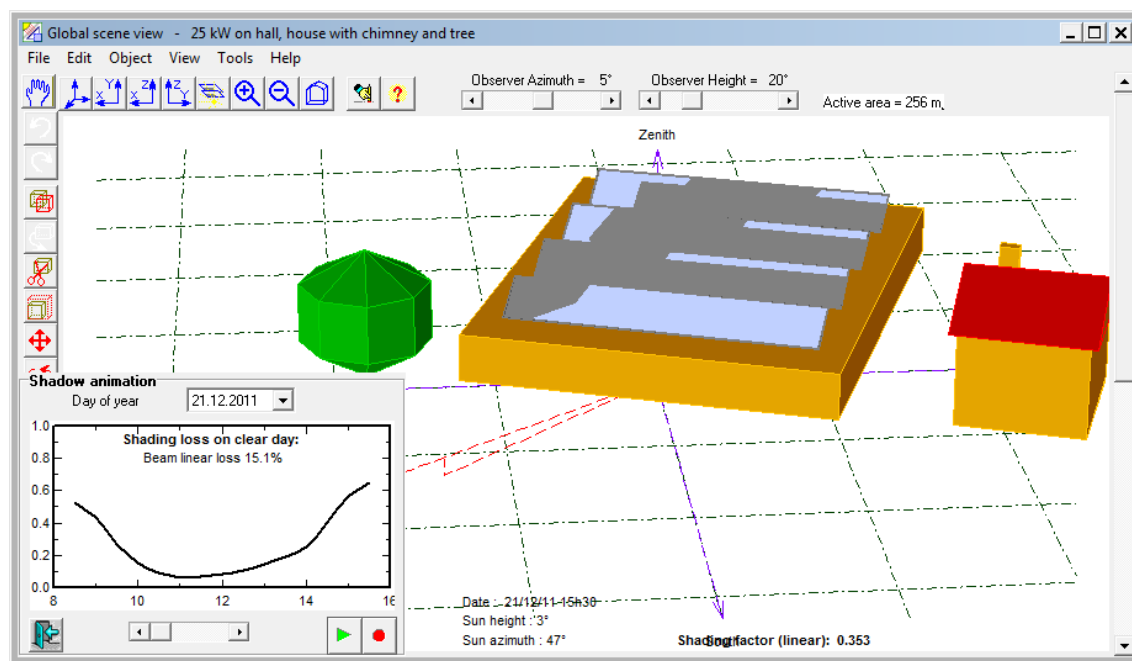 Global scene view - 25 kW on hall, house with chimney and tree
File Edit Object View Tools Help
Observer Azimuth = 5° Observer Height = 20°
Active area = 256 m
Zenith
Shadow animation
Day of year 21.12.2011
Shading loss on clear day:
Beam linear loss 15.1%
1.0
0.8
0.6
0.4
0.2
0.0
8 10 12 14 16
Date : 21/12/11 15h30
Sun height : 3°
Sun azimuth : 47°
South
Shading factor (linear): 0.353